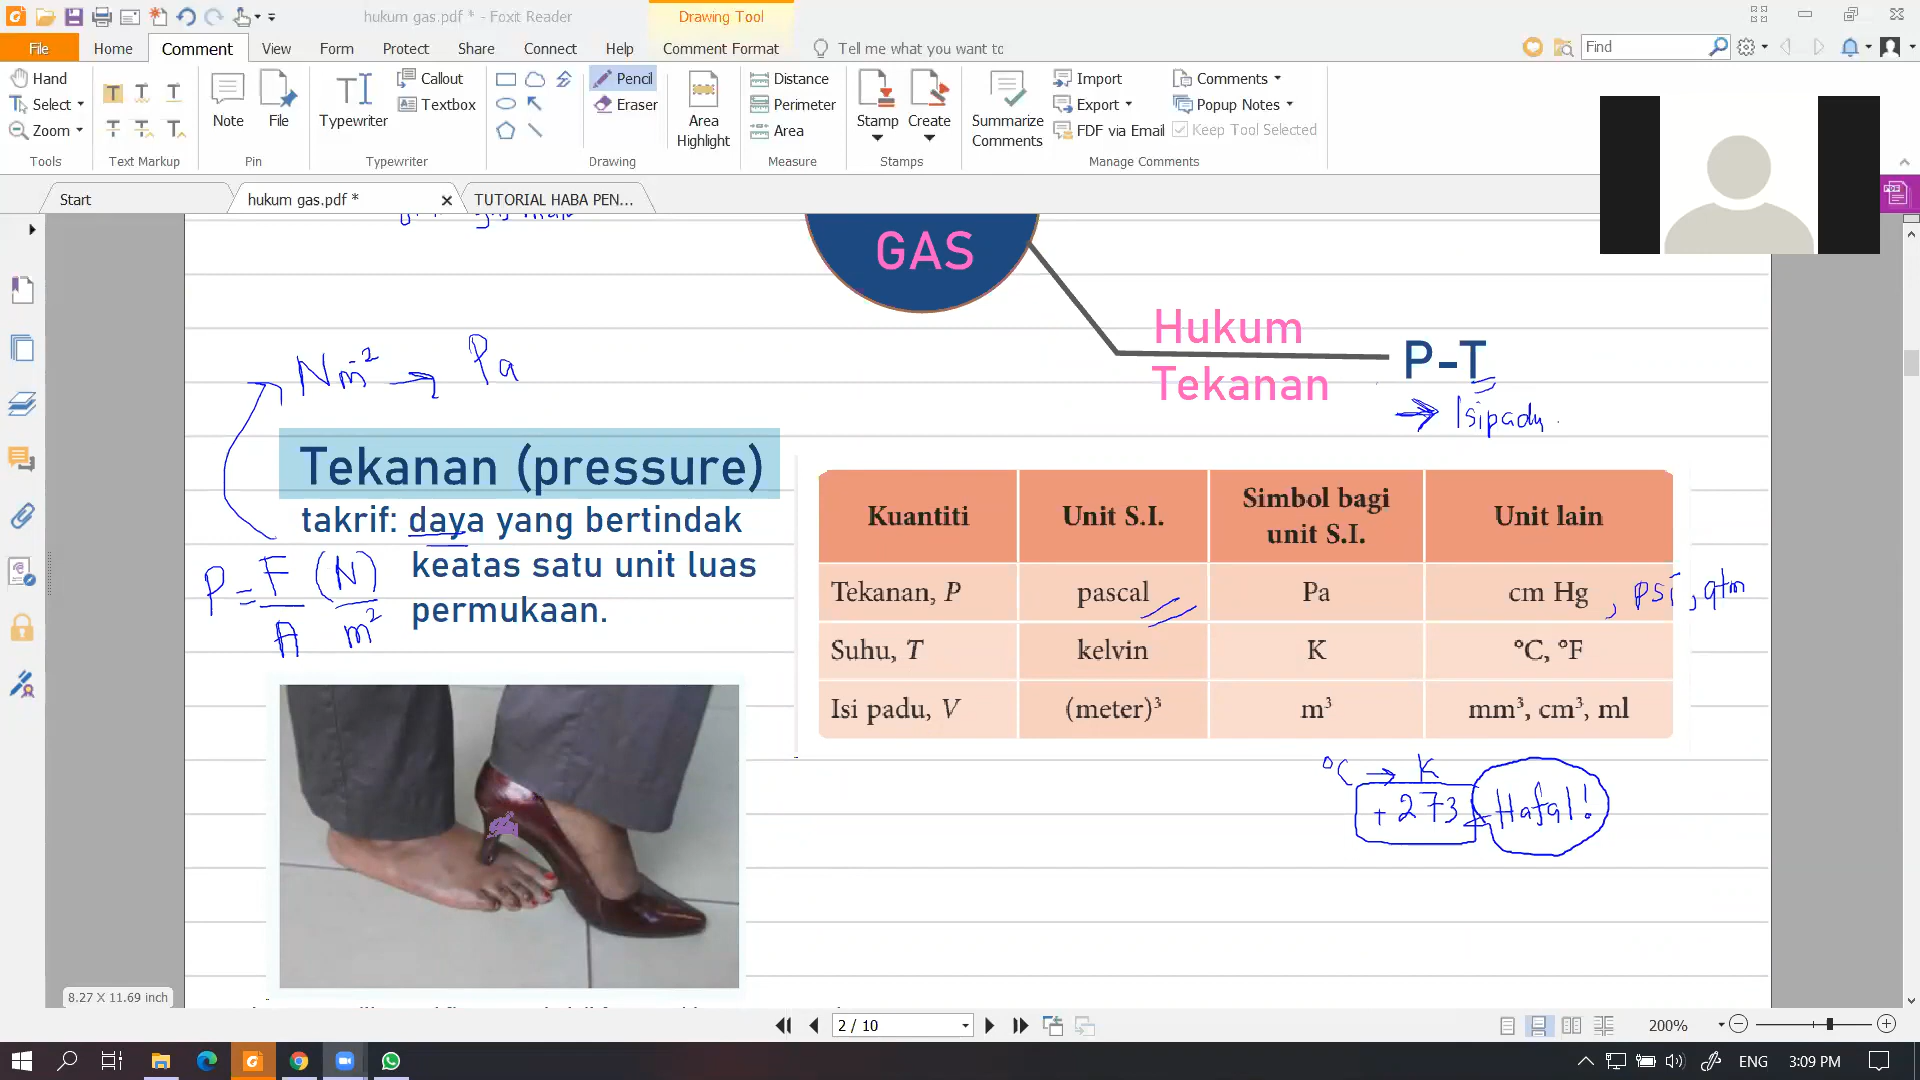 hukum gas.pdf * - Foxit Reader
Drawing Tool
File
Home
Comment
View
Form
Protect
Share
Connect
Help
Comment Format
Tell me what you want to
Find
Hand
Select
Zoom
Tools
Text Markup
Note
File
Pin
Typewriter
Callout
Textbox
Typewriter
Pencil
Eraser
Drawing
Area
Highlight
Distance
Perimeter
Area
Measure
Stamp
Create
Stamps
Summarize
Comments
Import
Export
FDF via Email
Comments
Popup Notes
Keep Tool Selected
Manage Comments
Start
hukum gas.pdf *
TUTORIAL HABA PEN...
GAS
Hukum
Tekanan
P-T
→ Isipadu
Nm⁻² → Pa
Tekanan (pressure)
takrif: daya yang bertindak
keatas satu unit luas
permukaan.
P = F/A (N)/m²
Kuantiti Unit S.I. Simbol bagi unit S.I. Unit lain
Tekanan, P pascal Pa cm Hg , psi, atm
Suhu, T kelvin K °C, °F
Isi padu, V (meter)³ m³ mm³, cm³, ml
°C → K
+ 273 Hafal!
8.27 X 11.69 inch
2 / 10
200%
ENG
3:09 PM